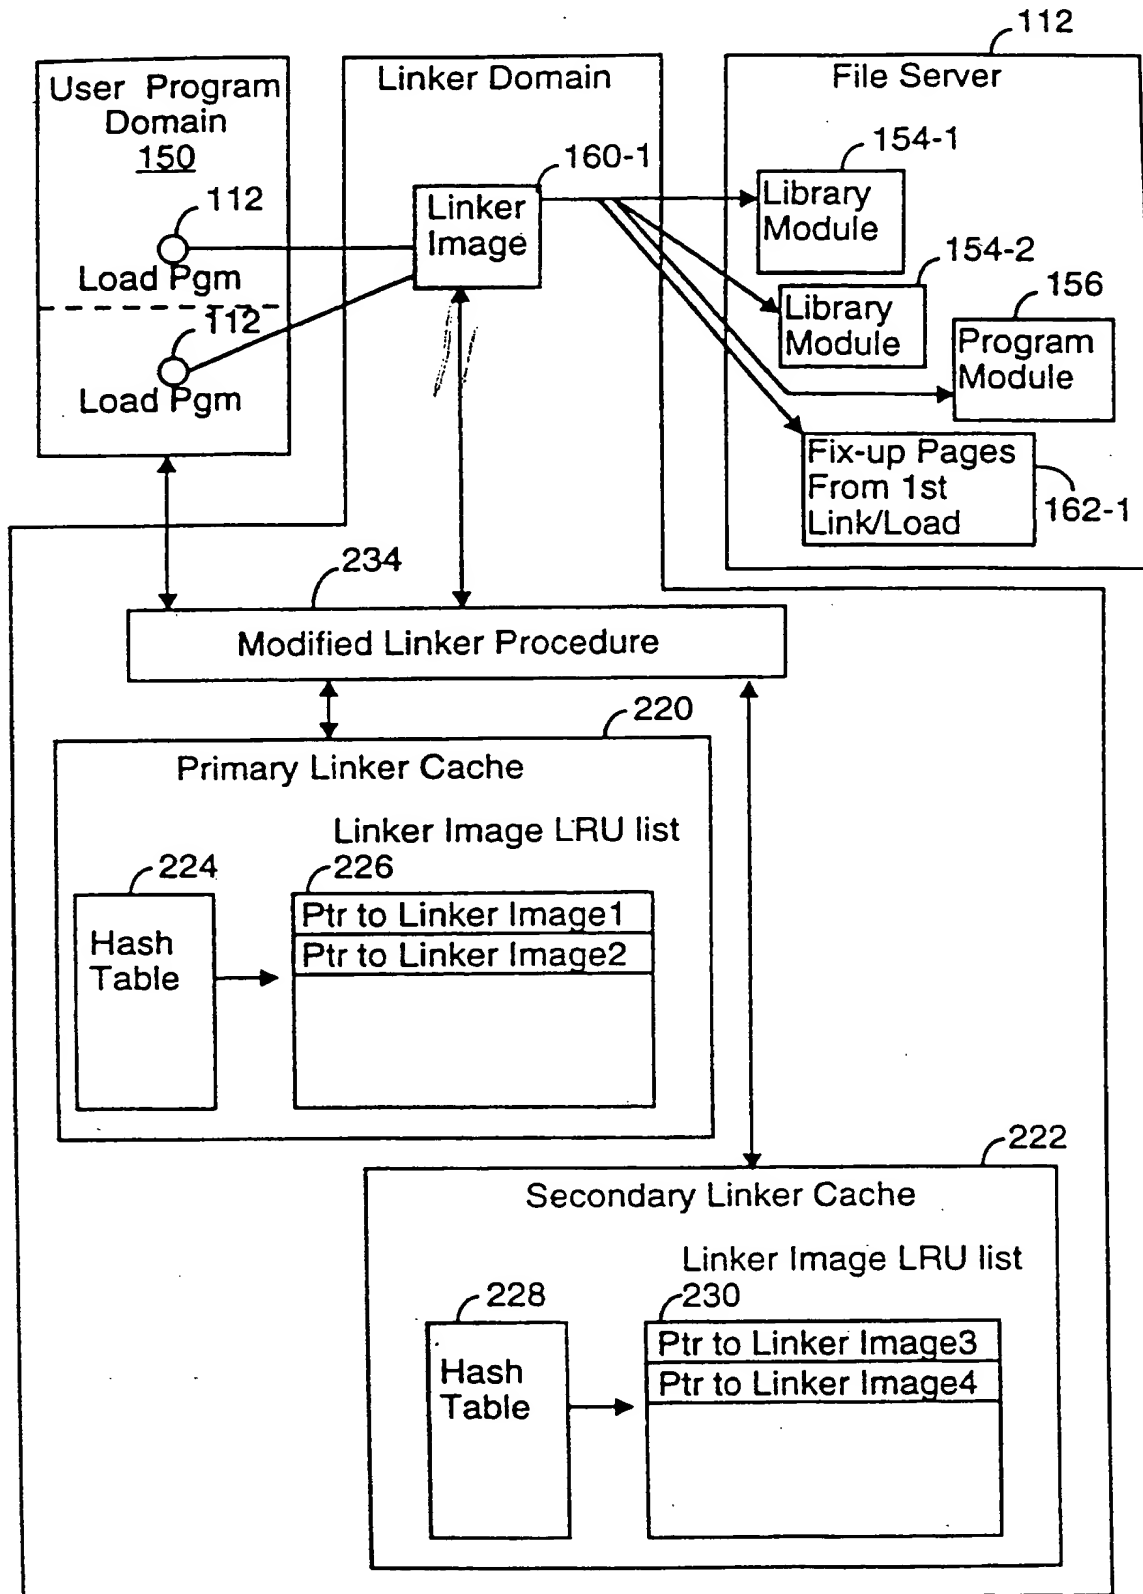 112
User Program
Domain
150
112
Load Pgm
112
Load Pgm
Linker Domain
160-1
Linker
Image
File Server
154-1
Library
Module
154-2
Library
Module
156
Program
Module
Fix-up Pages
From 1st
Link/Load
162-1
234
Modified Linker Procedure
220
Primary Linker Cache
Linker Image LRU list
224
226
Hash
Table
Ptr to Linker Image1
Ptr to Linker Image2
222
Secondary Linker Cache
Linker Image LRU list
228
230
Hash
Table
Ptr to Linker Image3
Ptr to Linker Image4